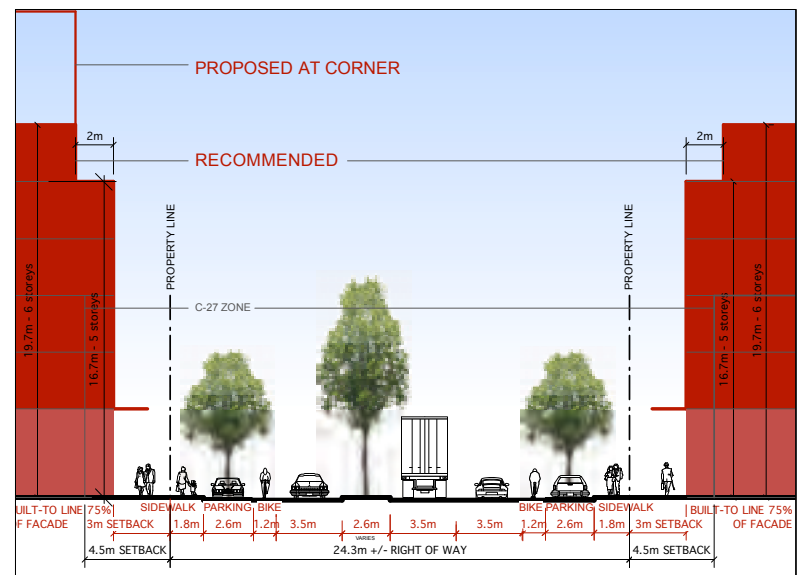 PROPOSED AT CORNER
2m
2m
RECOMMENDED
PROPERTY LINE
PROPERTY LINE
C-27 ZONE
19.7m - 6 storeys
16.7m - 5 storeys
16.7m - 5 storeys
19.7m - 6 storeys
UILT-TO LINE 75% SIDEWALK PARKING BIKE BIKE PARKING SIDEWALK BUILT-TO LINE 75%
OF FACADE 3m SETBACK 1.8m 2.6m 1.2m 3.5m 2.6m 3.5m 3.5m 1.2m 2.6m 1.8m 3m SETBACK OF FACADE
VARIES
4.5m SETBACK 24.3m +/- RIGHT OF WAY 4.5m SETBACK